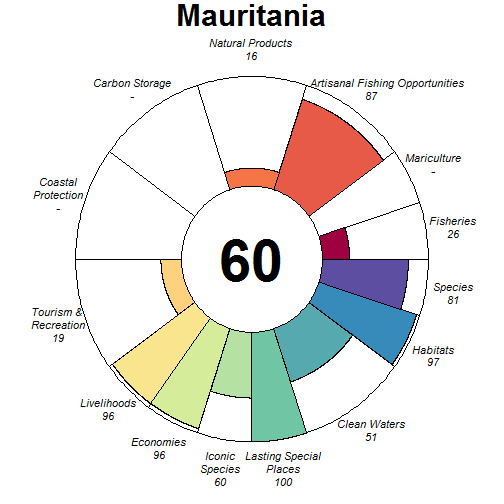 Mauritania
Natural Products
16
Artisanal Fishing Opportunities
87
Mariculture
-
Fisheries
26
Species
81
Habitats
97
Clean Waters
51
Lasting Special
Places
100
Iconic
Species
60
Economies
96
Livelihoods
96
Tourism &
Recreation
19
Coastal
Protection
-
Carbon Storage
-
60